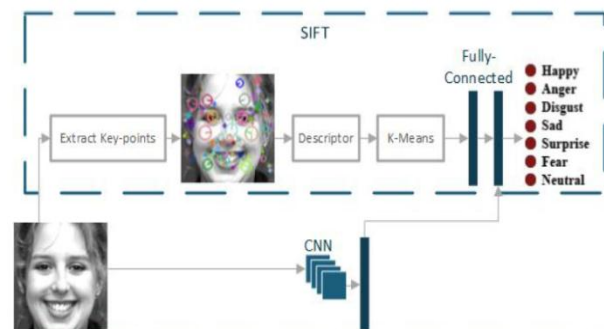 SIFT
Fully-
Connected
Extract Key-points
Descriptor
K-Means
Happy
Anger
Disgust
Sad
Surprise
Fear
Neutral
CNN